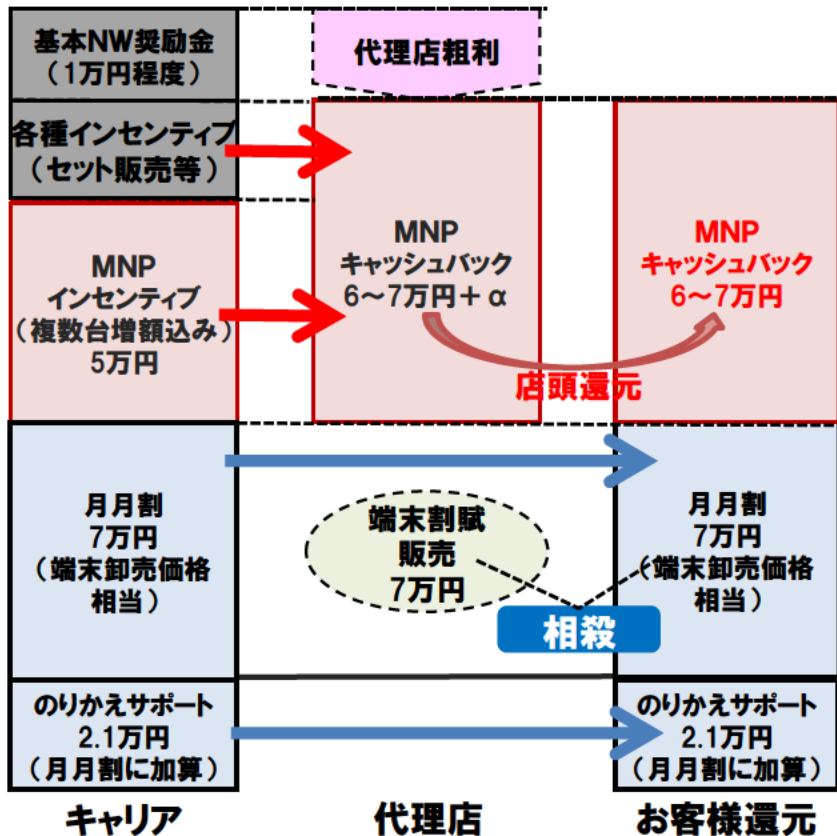 基本NW奨励金
（1万円程度）
各種インセンティブ
（セット販売等）
MNP
インセンティブ
（複数台増額込み）
5万円
月月割
7万円
（端末卸売価格
相当）
のりかえサポート
2.1万円
（月月割に加算）
キャリア
代理店粗利
MNP
キャッシュバック
6～7万円＋α
店頭還元
端末割賦
販売
7万円
相殺
代理店
MNP
キャッシュバック
6～7万円
月月割
7万円
（端末卸売価格
相当）
のりかえサポート
2.1万円
（月月割に加算）
お客様還元